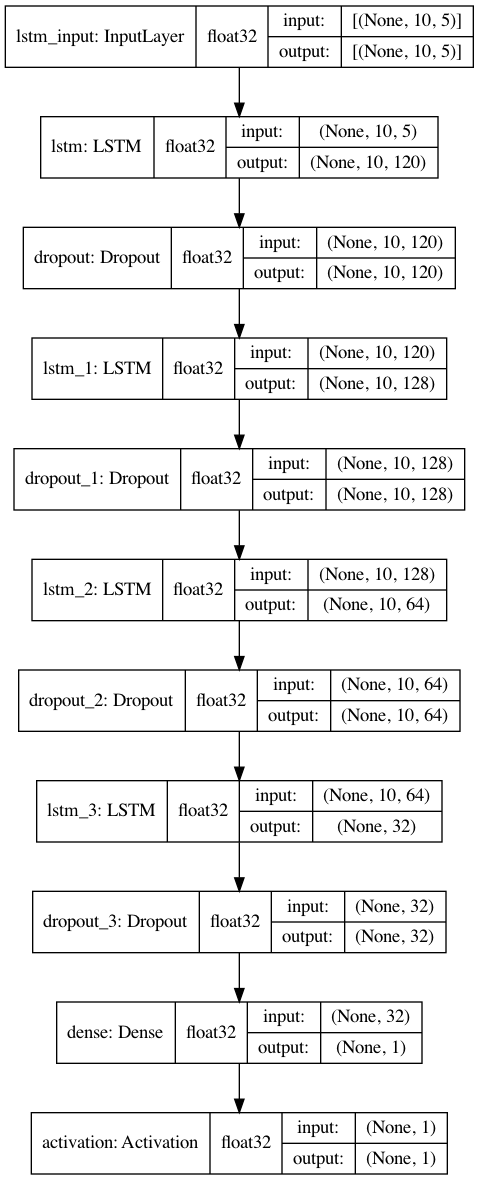 lstm_input: InputLayer float32 input: [(None, 10, 5)]
output: [(None, 10, 5)]
lstm: LSTM float32 input: (None, 10, 5)
output: (None, 10, 120)
dropout: Dropout float32 input: (None, 10, 120)
output: (None, 10, 120)
lstm_1: LSTM float32 input: (None, 10, 120)
output: (None, 10, 128)
dropout_1: Dropout float32 input: (None, 10, 128)
output: (None, 10, 128)
lstm_2: LSTM float32 input: (None, 10, 128)
output: (None, 10, 64)
dropout_2: Dropout float32 input: (None, 10, 64)
output: (None, 10, 64)
lstm_3: LSTM float32 input: (None, 10, 64)
output: (None, 32)
dropout_3: Dropout float32 input: (None, 32)
output: (None, 32)
dense: Dense float32 input: (None, 32)
output: (None, 1)
activation: Activation float32 input: (None, 1)
output: (None, 1)